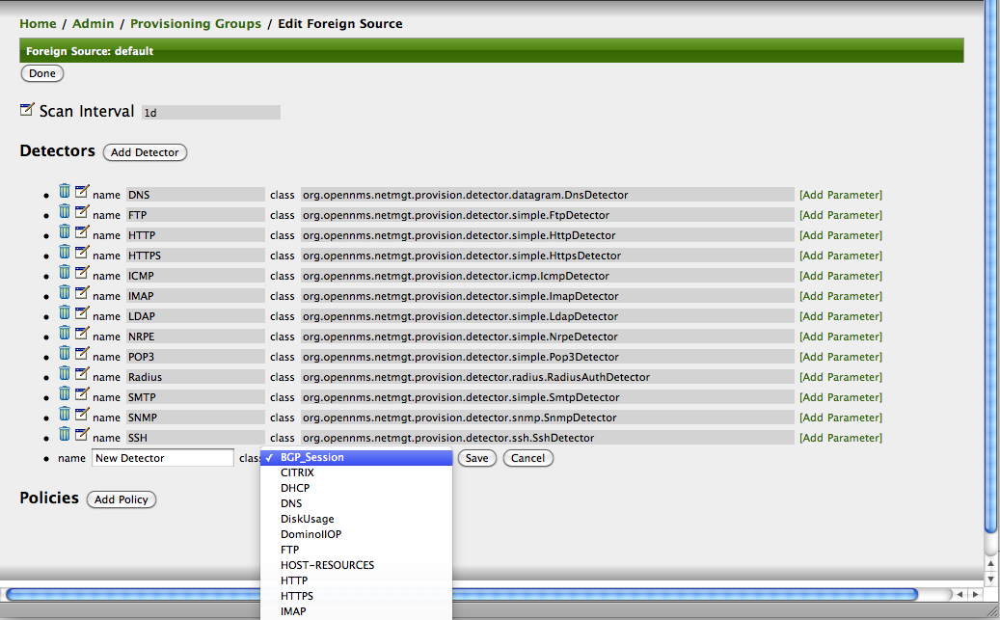 Home / Admin / Provisioning Groups / Edit Foreign Source
Foreign Source: default
Done
Scan Interval 1d
Detectors Add Detector
name DNS class org.opennms.netmgt.provision.detector.datagram.DnsDetector [Add Parameter]
name FTP class org.opennms.netmgt.provision.detector.simple.FtpDetector [Add Parameter]
name HTTP class org.opennms.netmgt.provision.detector.simple.HttpDetector [Add Parameter]
name HTTPS class org.opennms.netmgt.provision.detector.simple.HttpsDetector [Add Parameter]
name ICMP class org.opennms.netmgt.provision.detector.icmp.IcmpDetector [Add Parameter]
name IMAP class org.opennms.netmgt.provision.detector.simple.ImapDetector [Add Parameter]
name LDAP class org.opennms.netmgt.provision.detector.simple.LdapDetector [Add Parameter]
name NRPE class org.opennms.netmgt.provision.detector.simple.NrpeDetector [Add Parameter]
name POP3 class org.opennms.netmgt.provision.detector.simple.Pop3Detector [Add Parameter]
name Radius class org.opennms.netmgt.provision.detector.radius.RadiusAuthDetector [Add Parameter]
name SMTP class org.opennms.netmgt.provision.detector.simple.SmtpDetector [Add Parameter]
name SNMP class org.opennms.netmgt.provision.detector.snmp.SnmpDetector [Add Parameter]
name SSH class org.opennms.netmgt.provision.detector.ssh.SshDetector [Add Parameter]
name New Detector clas ✓ BGP_Session Save Cancel
CITRIX
DHCP
DNS
DiskUsage
DominoIIOP
FTP
HOST-RESOURCES
HTTP
HTTPS
IMAP
Policies Add Policy